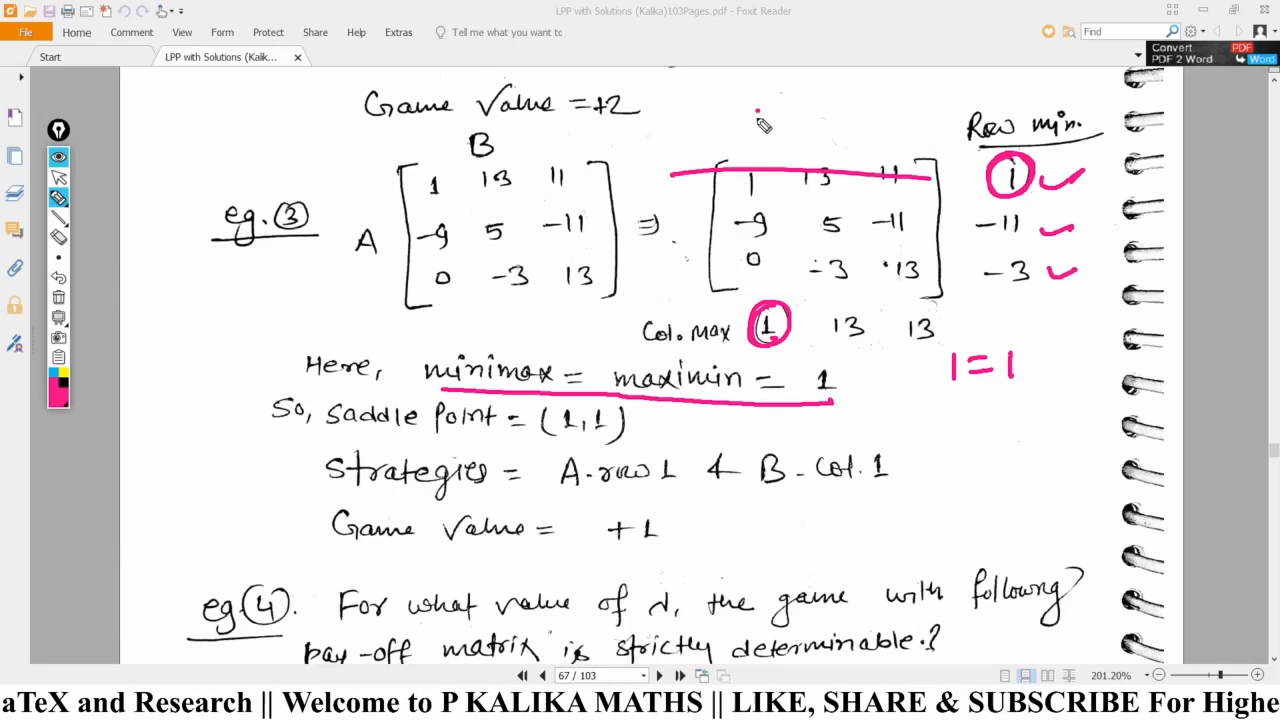 LPP with Solutions (Kalika)103Pages.pdf - Foxit Reader
File Home Comment View Form Protect Share Help Extras Tell me what you want to Find
Start LPP with Solutions (Kalik... Convert PDF
PDF 2 Word Word
Game Value = +2
B Row min.
eg. ③ A [ 1 13 11 ⇒ [ 1 13 11 ] 1
-9 5 -11 -9 5 -11 -11
0 -3 13 ] 0 -3 13 -3
Col. max 1 13 13
Here, minimax = maximin = 1 1 = 1
So, Saddle Point = (1,1)
Strategies = A-row 1 & B-Col. 1
Game Value = +1
eg. ④. For what value of λ, the game with following
pay-off matrix is strictly determinable.?
67 / 103 201.20%
aTeX and Research || Welcome to P KALIKA MATHS || LIKE, SHARE & SUBSCRIBE For Highe